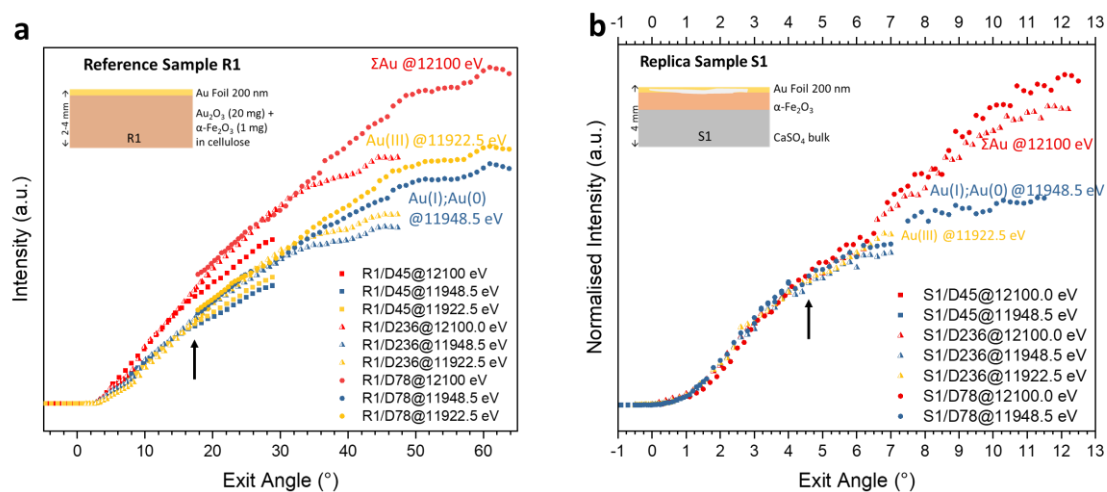 a
Reference Sample R1
Au Foil 200 nm
Au₂O₃ (20 mg) +
α-Fe₂O₃ (1 mg)
in cellulose
2-4 mm
R1
ΣAu @12100 eV
Au(III) @11922.5 eV
Au(I);Au(0)
@11948.5 eV
R1/D45@12100 eV
R1/D45@11948.5 eV
R1/D45@11922.5 eV
R1/D236@12100.0 eV
R1/D236@11948.5 eV
R1/D236@11922.5 eV
R1/D78@12100 eV
R1/D78@11948.5 eV
R1/D78@11922.5 eV
Intensity (a.u.)
0 10 20 30 40 50 60
Exit Angle (°)
b
-1 0 1 2 3 4 5 6 7 8 9 10 11 12 13
Replica Sample S1
Au Foil 200 nm
α-Fe₂O₃
CaSO₄ bulk
4 mm
S1
ΣAu @12100 eV
Au(I);Au(0) @11948.5 eV
Au(III) @11922.5 eV
S1/D45@12100.0 eV
S1/D45@11948.5 eV
S1/D236@12100.0 eV
S1/D236@11948.5 eV
S1/D236@11922.5 eV
S1/D78@12100.0 eV
S1/D78@11948.5 eV
Normalised Intensity (a.u.)
-1 0 1 2 3 4 5 6 7 8 9 10 11 12 13
Exit Angle (°)